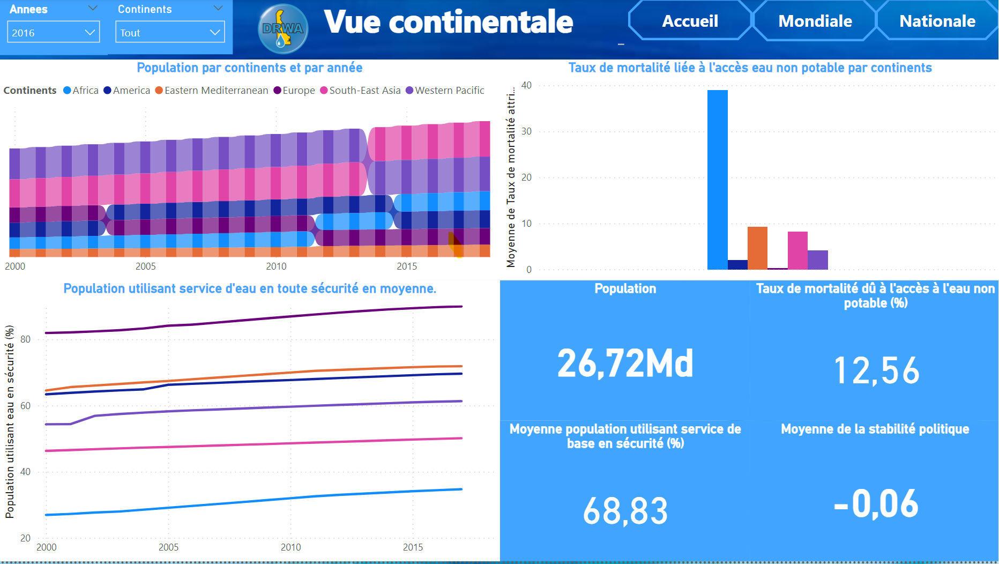 Annees
2016
Continents
Tout
DRWA
Vue continentale
_
Accueil
Mondiale
Nationale
Population par continents et par année
Continents Africa America Eastern Mediterranean Europe South-East Asia Western Pacific
2000 2005 2010 2015
Taux de mortalité liée à l'accès eau non potable par continents
Moyenne de Taux de mortalité attri...
40
30
20
10
0
Population utilisant service d'eau en toute sécurité en moyenne.
Population utilisant eau en sécurité (%)
80
60
40
20
2000 2005 2010 2015
Population
26,72Md
Taux de mortalité dû à l'accès à l'eau non
potable (%)
12,56
Moyenne population utilisant service de
base en sécurité (%)
68,83
Moyenne de la stabilité politique
-0,06